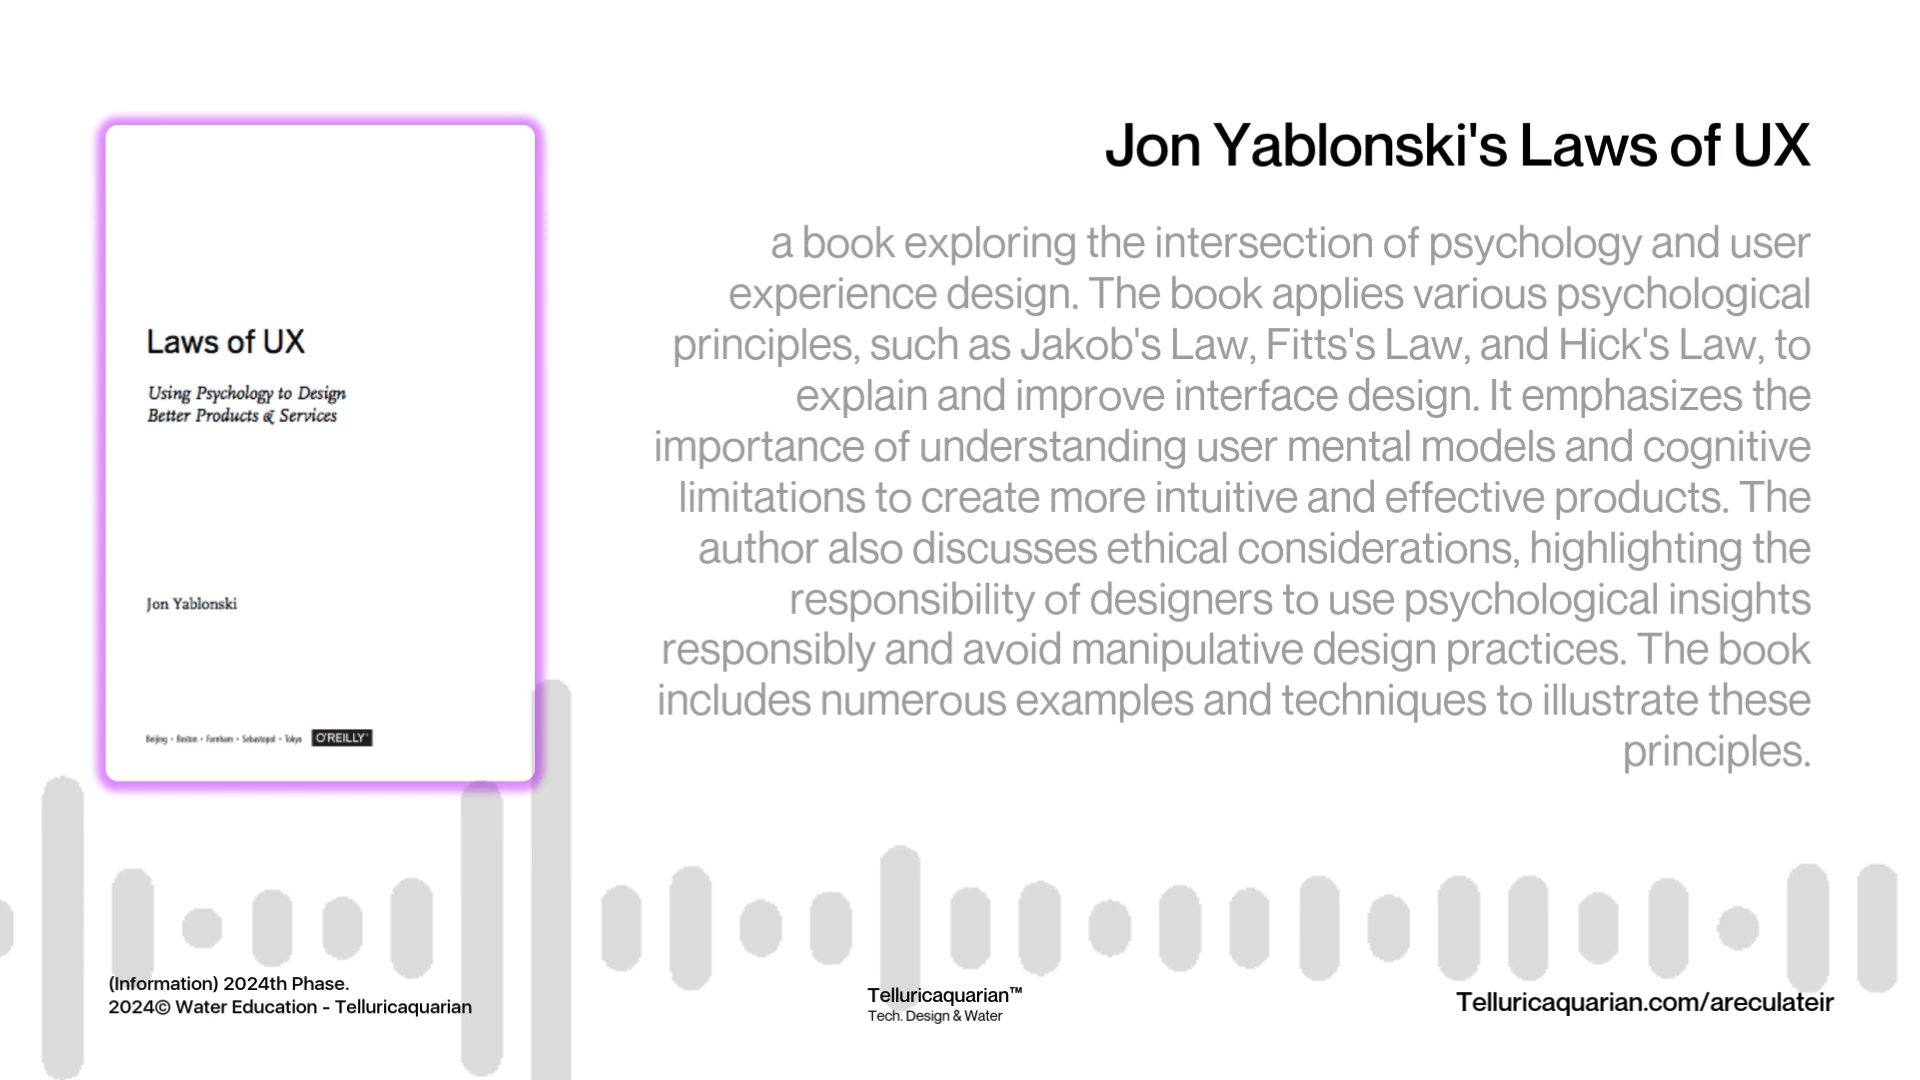 Jon Yablonski's Laws of UX
a book exploring the intersection of psychology and user
experience design. The book applies various psychological
principles, such as Jakob's Law, Fitts's Law, and Hick's Law, to
explain and improve interface design. It emphasizes the
importance of understanding user mental models and cognitive
limitations to create more intuitive and effective products. The
author also discusses ethical considerations, highlighting the
responsibility of designers to use psychological insights
responsibly and avoid manipulative design practices. The book
includes numerous examples and techniques to illustrate these
principles.
Laws of UX
Using Psychology to Design
Better Products & Services
Jon Yablonski
Beijing • Boston • Farnham • Sebastopol • Tokyo O'REILLY®
(Information) 2024th Phase.
2024© Water Education - Telluricaquarian
Telluricaquarian™
Tech. Design & Water
Telluricaquarian.com/areculateir